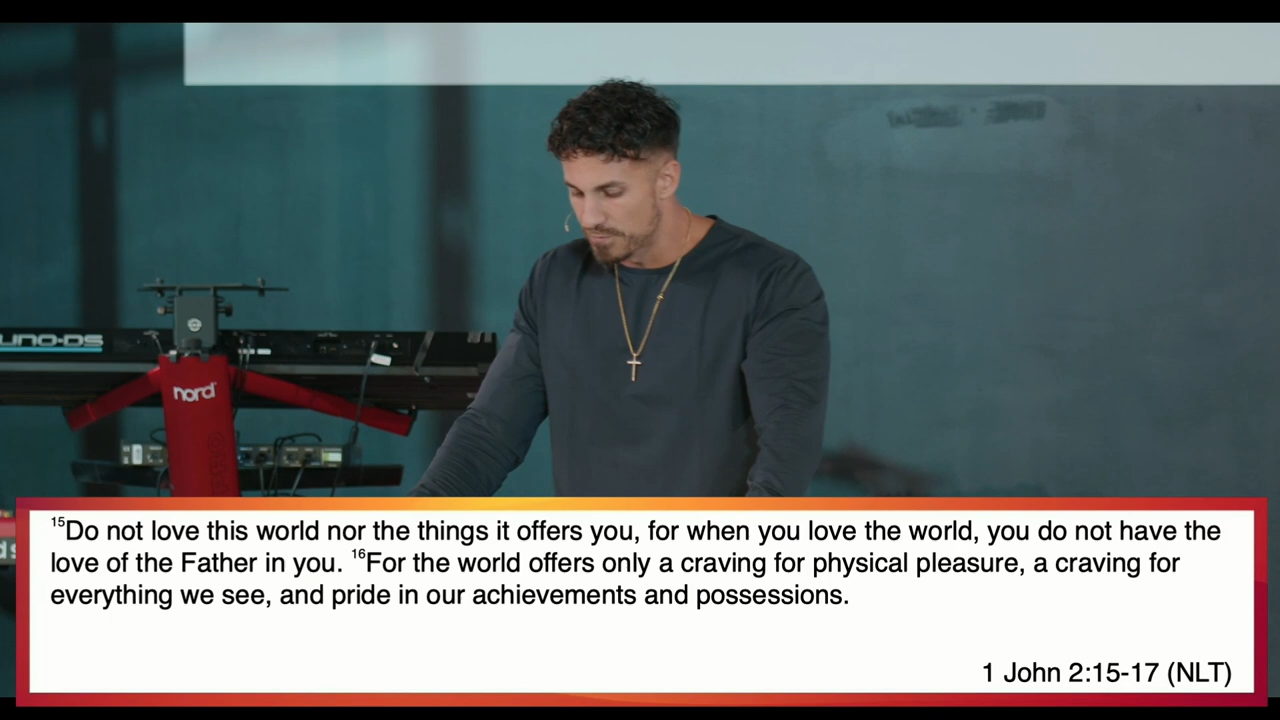 UNO-DS
nord
¹⁵Do not love this world nor the things it offers you, for when you love the world, you do not have the
love of the Father in you. ¹⁶For the world offers only a craving for physical pleasure, a craving for
everything we see, and pride in our achievements and possessions.
1 John 2:15-17 (NLT)